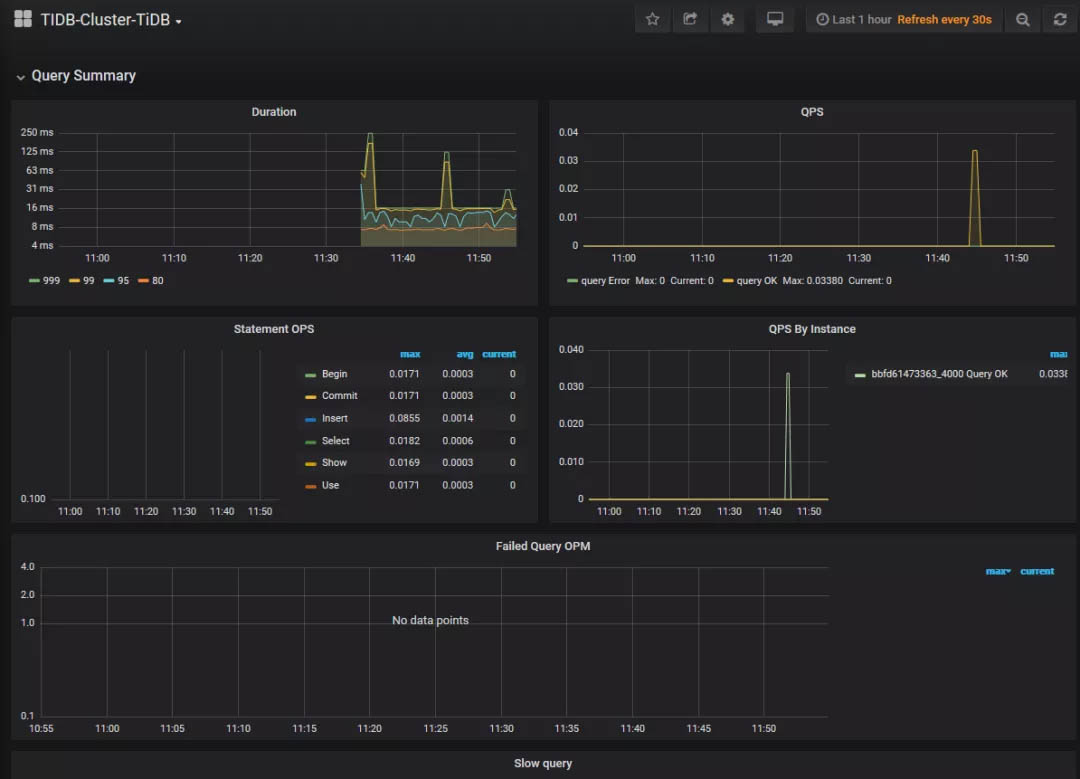 TIDB-Cluster-TiDB
Last 1 hour Refresh every 30s
Query Summary
Duration
250 ms
125 ms
63 ms
31 ms
16 ms
8 ms
4 ms
11:00 11:10 11:20 11:30 11:40 11:50
999 99 95 80
QPS
0.04
0.03
0.02
0.01
0
11:00 11:10 11:20 11:30 11:40 11:50
query Error Max: 0 Current: 0 query OK Max: 0.03380 Current: 0
Statement OPS
0.100
11:00 11:10 11:20 11:30 11:40 11:50
max avg current
Begin 0.0171 0.0003 0
Commit 0.0171 0.0003 0
Insert 0.0855 0.0014 0
Select 0.0182 0.0006 0
Show 0.0169 0.0003 0
Use 0.0171 0.0003 0
QPS By Instance
0.040
0.030
0.020
0.010
0
11:00 11:10 11:20 11:30 11:40 11:50
max
bbfd61473363_4000 Query OK 0.0338
Failed Query OPM
4.0
2.0
1.0
0.1
No data points
10:55 11:00 11:05 11:10 11:15 11:20 11:25 11:30 11:35 11:40 11:45 11:50
max current
Slow query